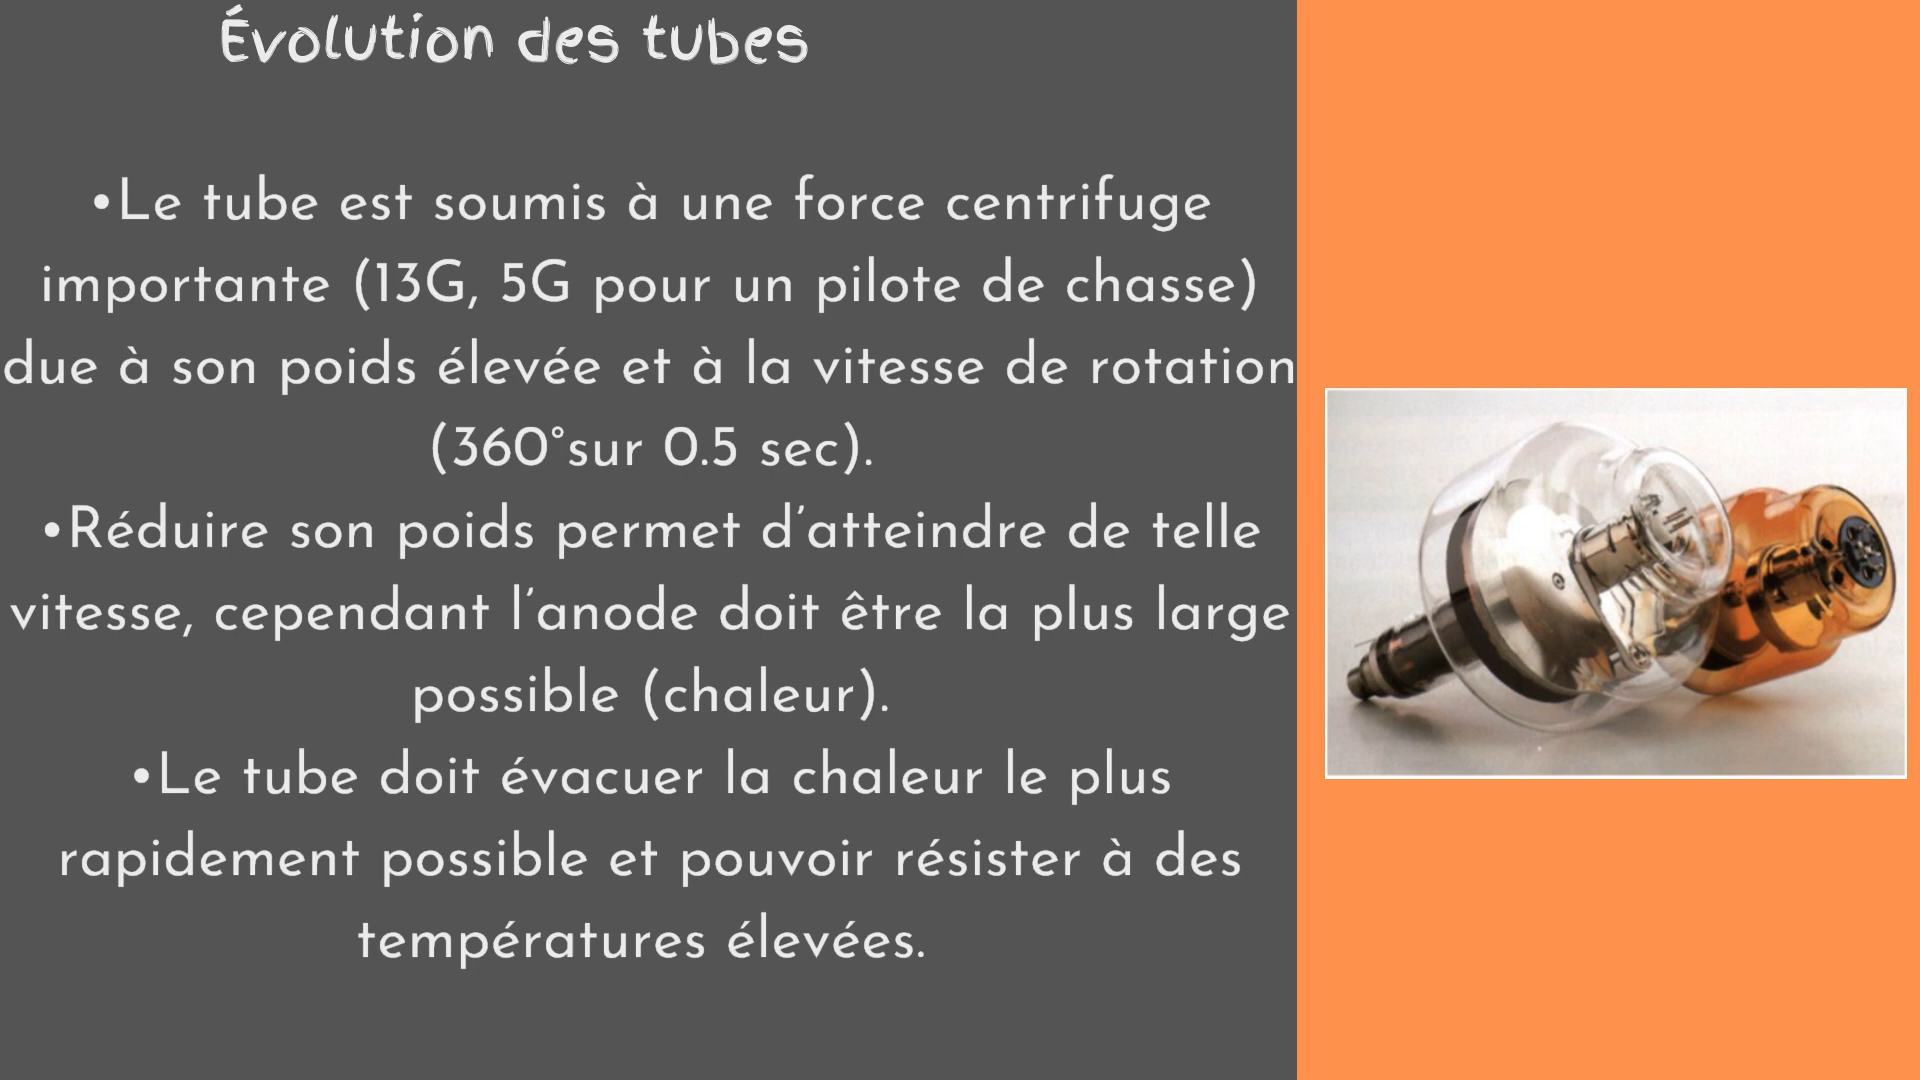 Évolution des tubes
•Le tube est soumis à une force centrifuge
importante (13G, 5G pour un pilote de chasse)
due à son poids élevée et à la vitesse de rotation
(360°sur 0.5 sec).
•Réduire son poids permet d’atteindre de telle
vitesse, cependant l’anode doit être la plus large
possible (chaleur).
•Le tube doit évacuer la chaleur le plus
rapidement possible et pouvoir résister à des
températures élevées.